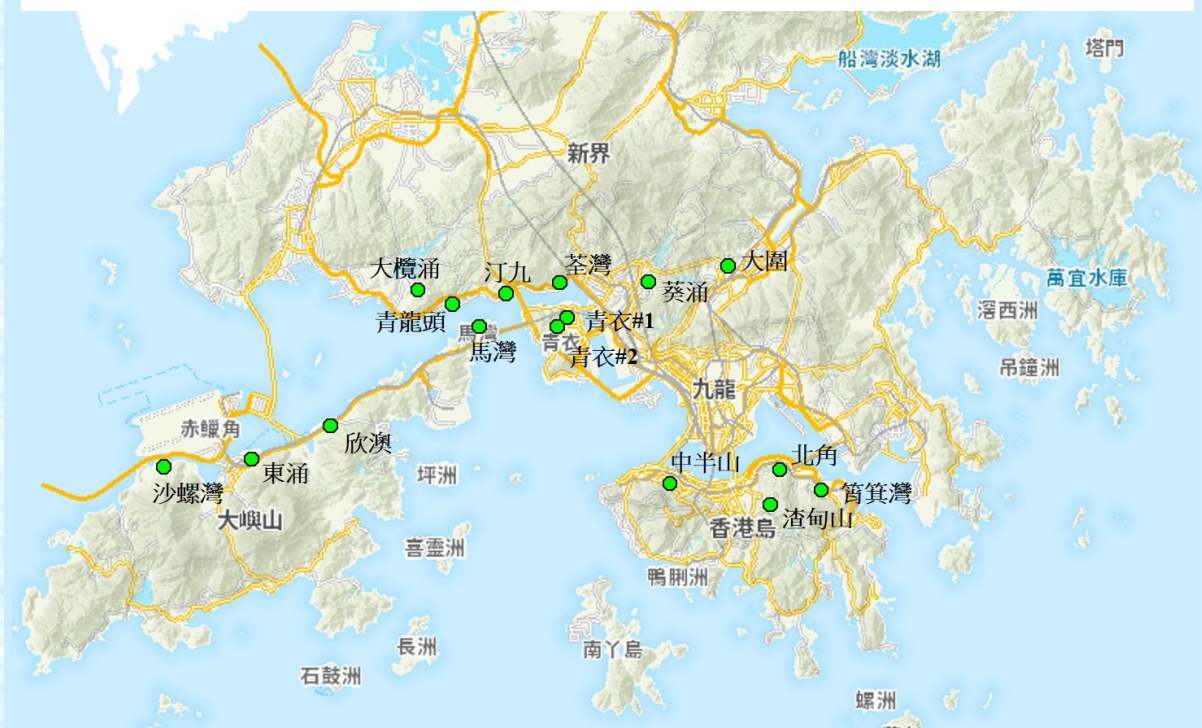 塔門
船灣淡水湖
新界
大欖涌
汀九
荃灣
大圍
葵涌
萬宜水庫
滘西洲
青龍頭
馬灣
馬灣
青衣#1
青衣
青衣#2
吊鐘洲
九龍
赤鱲角
欣澳
東涌
沙螺灣
坪洲
中半山
北角
筲箕灣
大嶼山
渣甸山
香港島
喜靈洲
鴨脷洲
長洲
南丫島
石鼓洲
螺洲